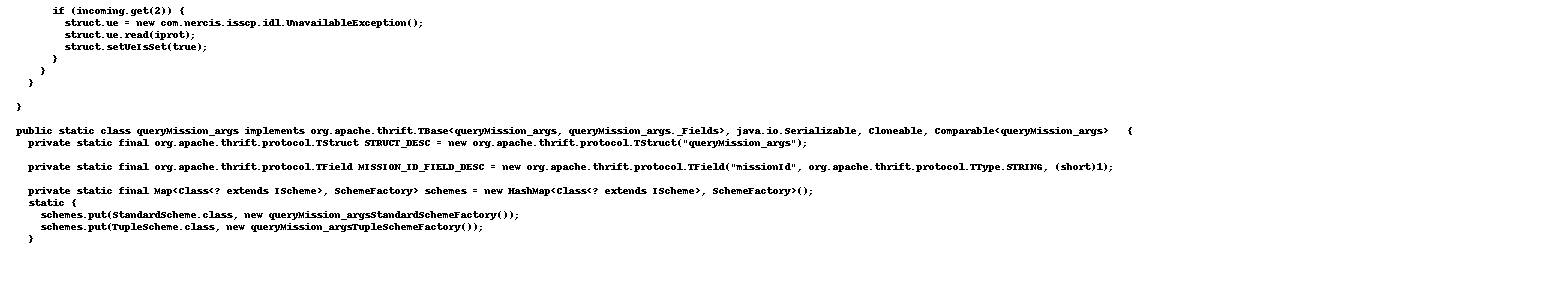 if (incoming.get(2)) {
        struct.ue = new com.nercis.isscp.idl.UnavailableException();
        struct.ue.read(iprot);
        struct.setUeIsSet(true);
      }
    }
  }

}

public static class queryMission_args implements org.apache.thrift.TBase<queryMission_args, queryMission_args._Fields>, java.io.Serializable, Cloneable, Comparable<queryMission_args>   {
  private static final org.apache.thrift.protocol.TStruct STRUCT_DESC = new org.apache.thrift.protocol.TStruct("queryMission_args");

  private static final org.apache.thrift.protocol.TField MISSION_ID_FIELD_DESC = new org.apache.thrift.protocol.TField("missionId", org.apache.thrift.protocol.TType.STRING, (short)1);

  private static final Map<Class<? extends IScheme>, SchemeFactory> schemes = new HashMap<Class<? extends IScheme>, SchemeFactory>();
  static {
    schemes.put(StandardScheme.class, new queryMission_argsStandardSchemeFactory());
    schemes.put(TupleScheme.class, new queryMission_argsTupleSchemeFactory());
  }